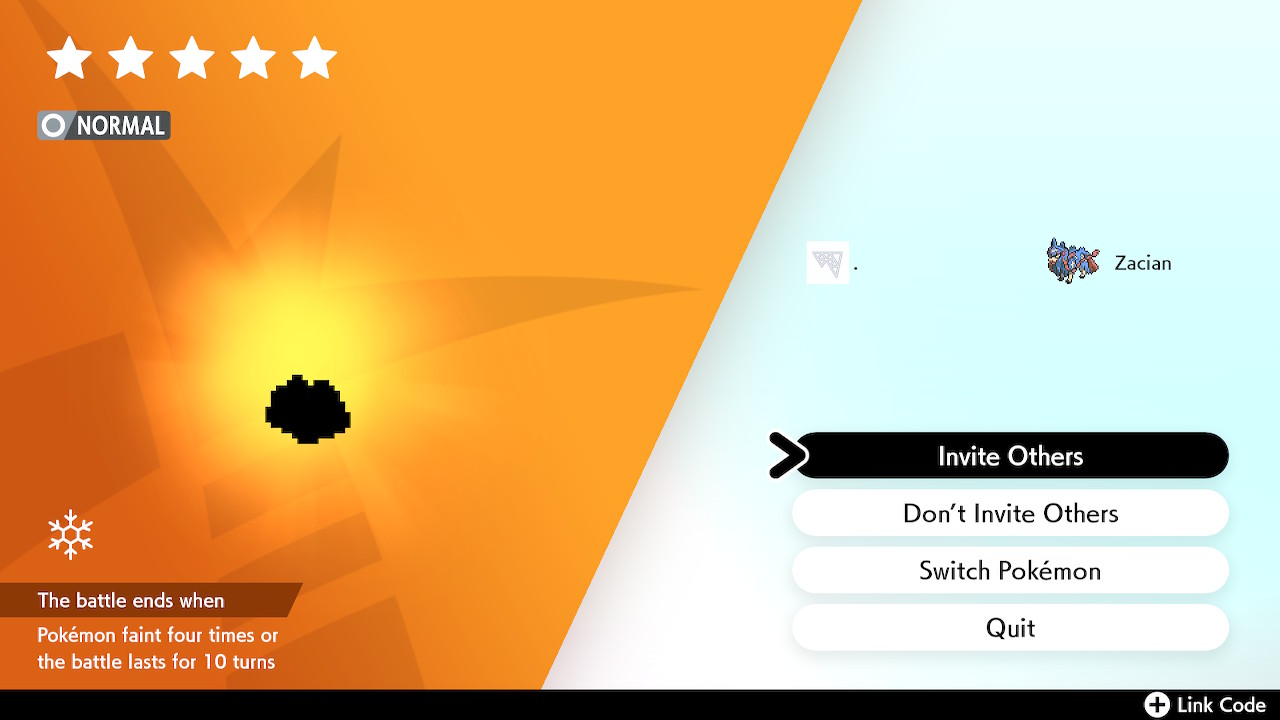 NORMAL
.
Zacian
Invite Others
Don't Invite Others
Switch Pokémon
Quit
The battle ends when
Pokémon faint four times or
the battle lasts for 10 turns
Link Code